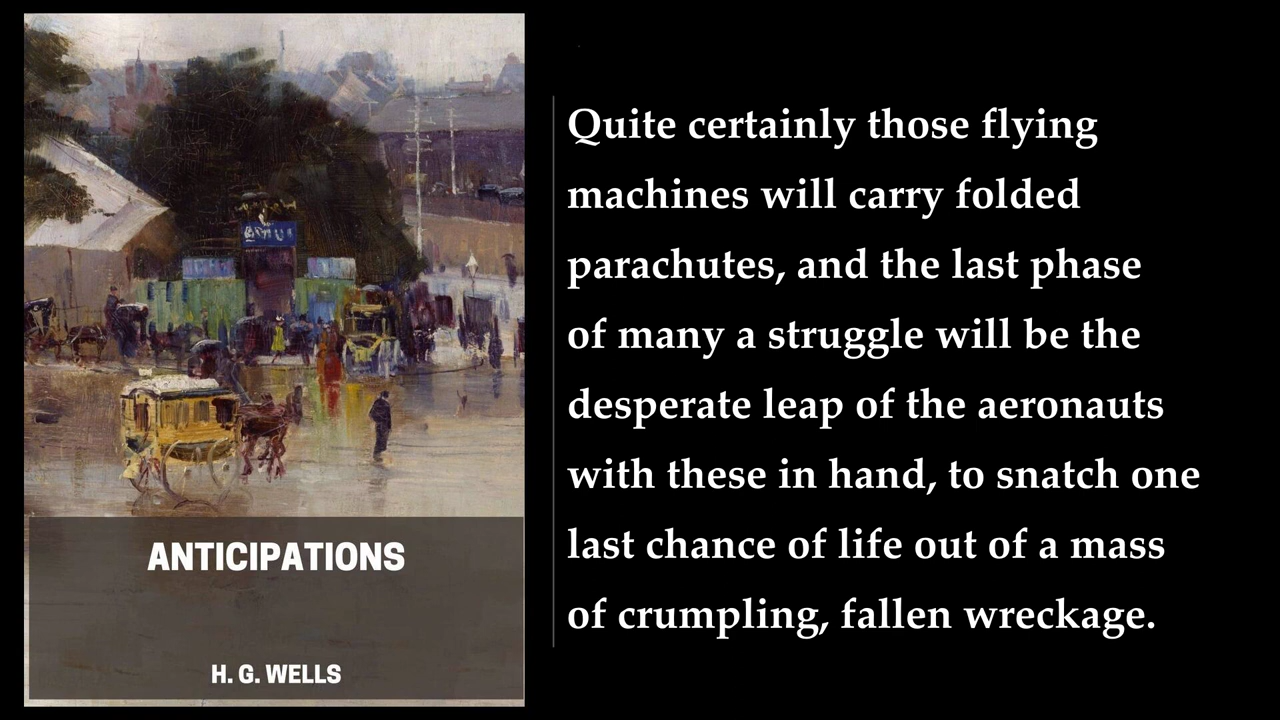 ANTICIPATIONS
H. G. WELLS
Quite certainly those flying
machines will carry folded
parachutes, and the last phase
of many a struggle will be the
desperate leap of the aeronauts
with these in hand, to snatch one
last chance of life out of a mass
of crumpling, fallen wreckage.